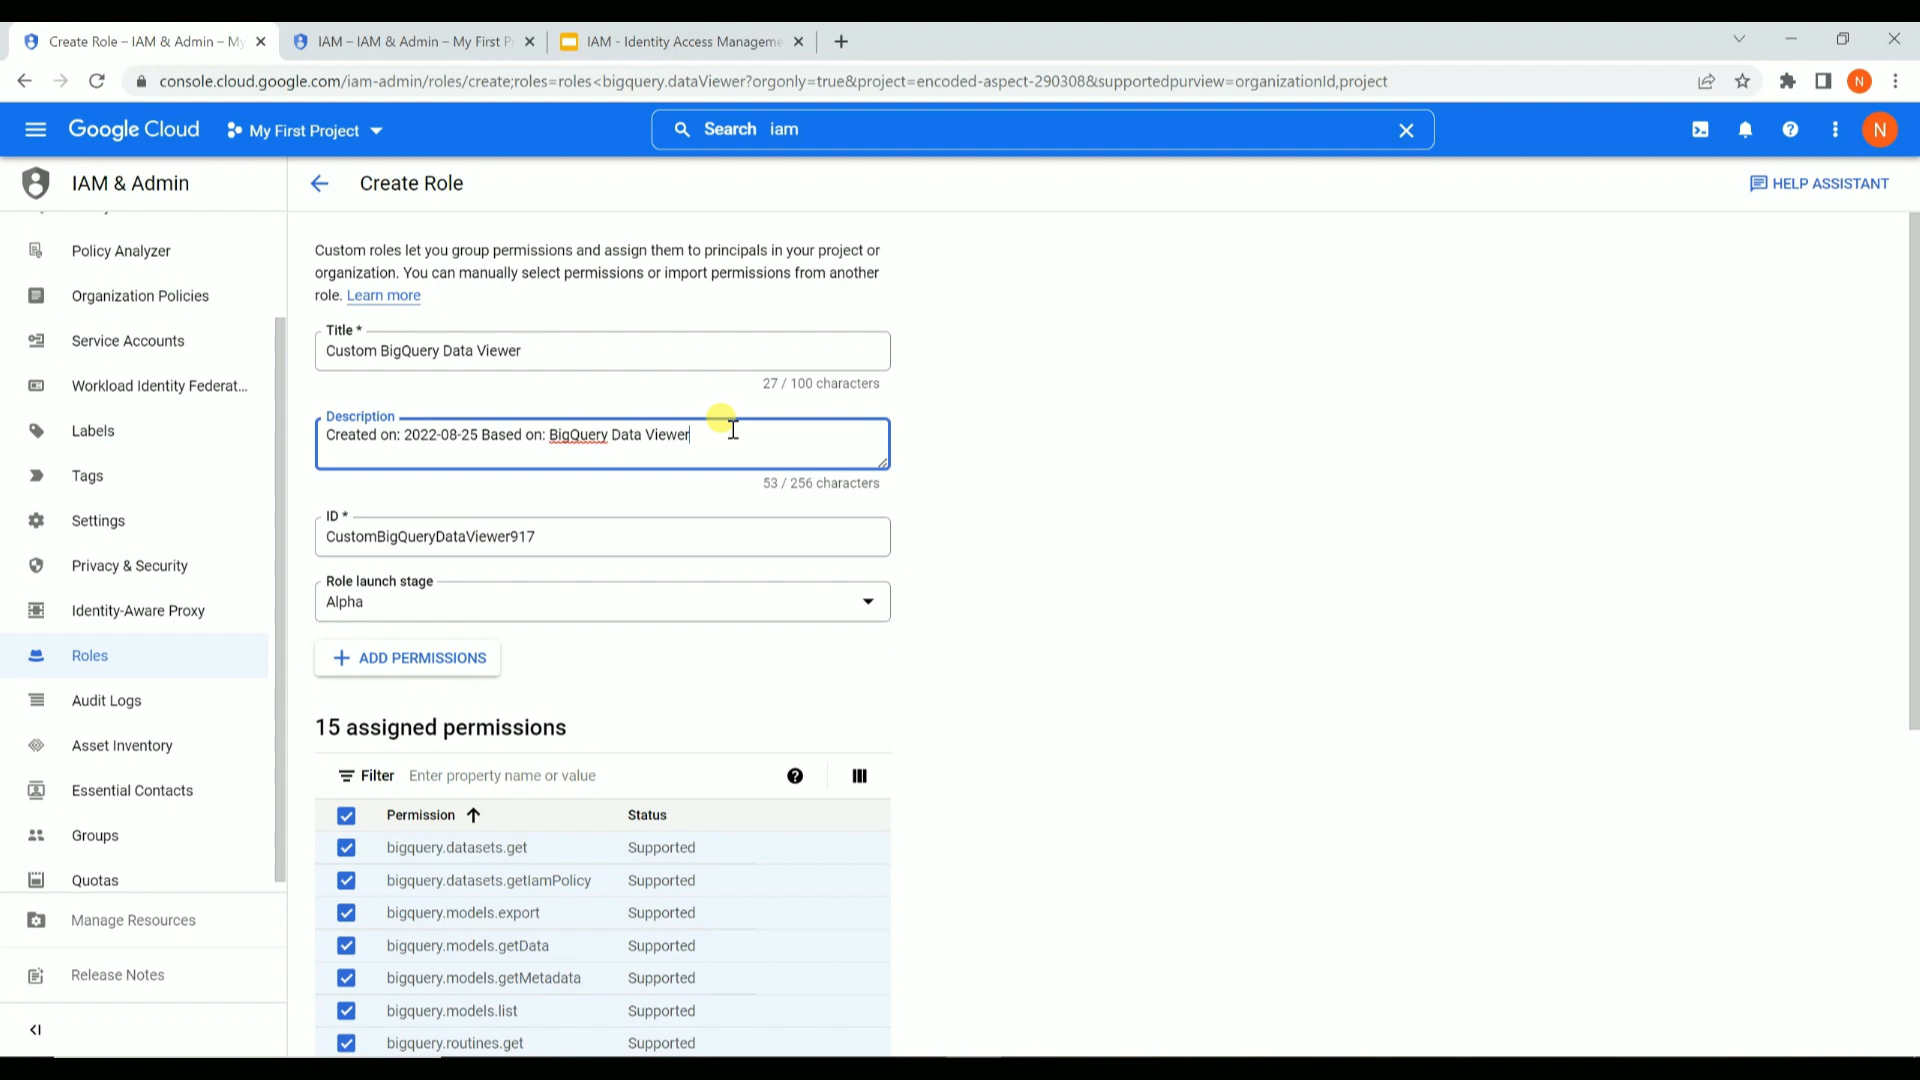 Create Role – IAM & Admin – My
IAM – IAM & Admin – My First P
IAM - Identity Access Manageme
console.cloud.google.com/iam-admin/roles/create;roles=roles<bigquery.dataViewer?orgonly=true&project=encoded-aspect-290308&supportedpurview=organizationId,project
N
Google Cloud
My First Project
Search iam
N
IAM & Admin
Create Role
HELP ASSISTANT
Policy Analyzer
Organization Policies
Service Accounts
Workload Identity Federat...
Labels
Tags
Settings
Privacy & Security
Identity-Aware Proxy
Roles
Audit Logs
Asset Inventory
Essential Contacts
Groups
Quotas
Manage Resources
Release Notes
Custom roles let you group permissions and assign them to principals in your project or
organization. You can manually select permissions or import permissions from another
role. Learn more
Title *
Custom BigQuery Data Viewer
27 / 100 characters
Description
Created on: 2022-08-25 Based on: BigQuery Data Viewer
53 / 256 characters
ID *
CustomBigQueryDataViewer917
Role launch stage
Alpha
ADD PERMISSIONS
15 assigned permissions
Filter Enter property name or value
Permission Status
bigquery.datasets.get Supported
bigquery.datasets.getIamPolicy Supported
bigquery.models.export Supported
bigquery.models.getData Supported
bigquery.models.getMetadata Supported
bigquery.models.list Supported
bigquery.routines.get Supported